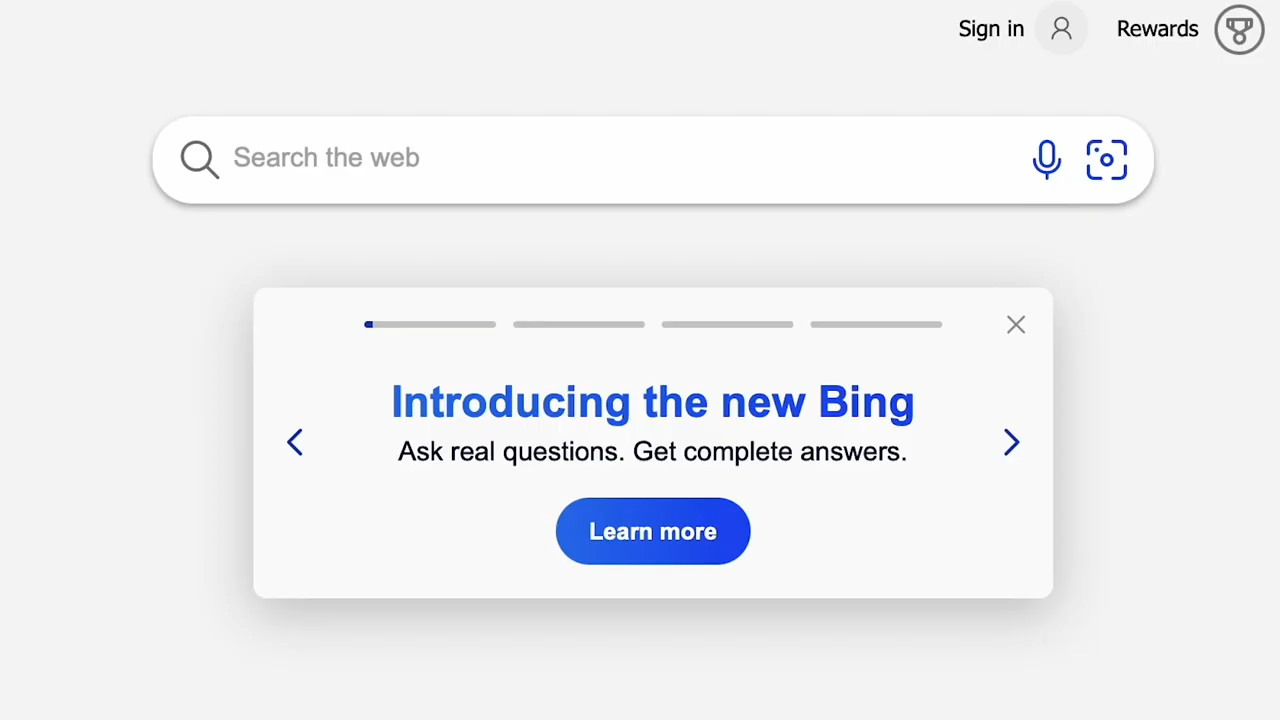 Sign in
Rewards
Search the web
Introducing the new Bing
Ask real questions. Get complete answers.
Learn more